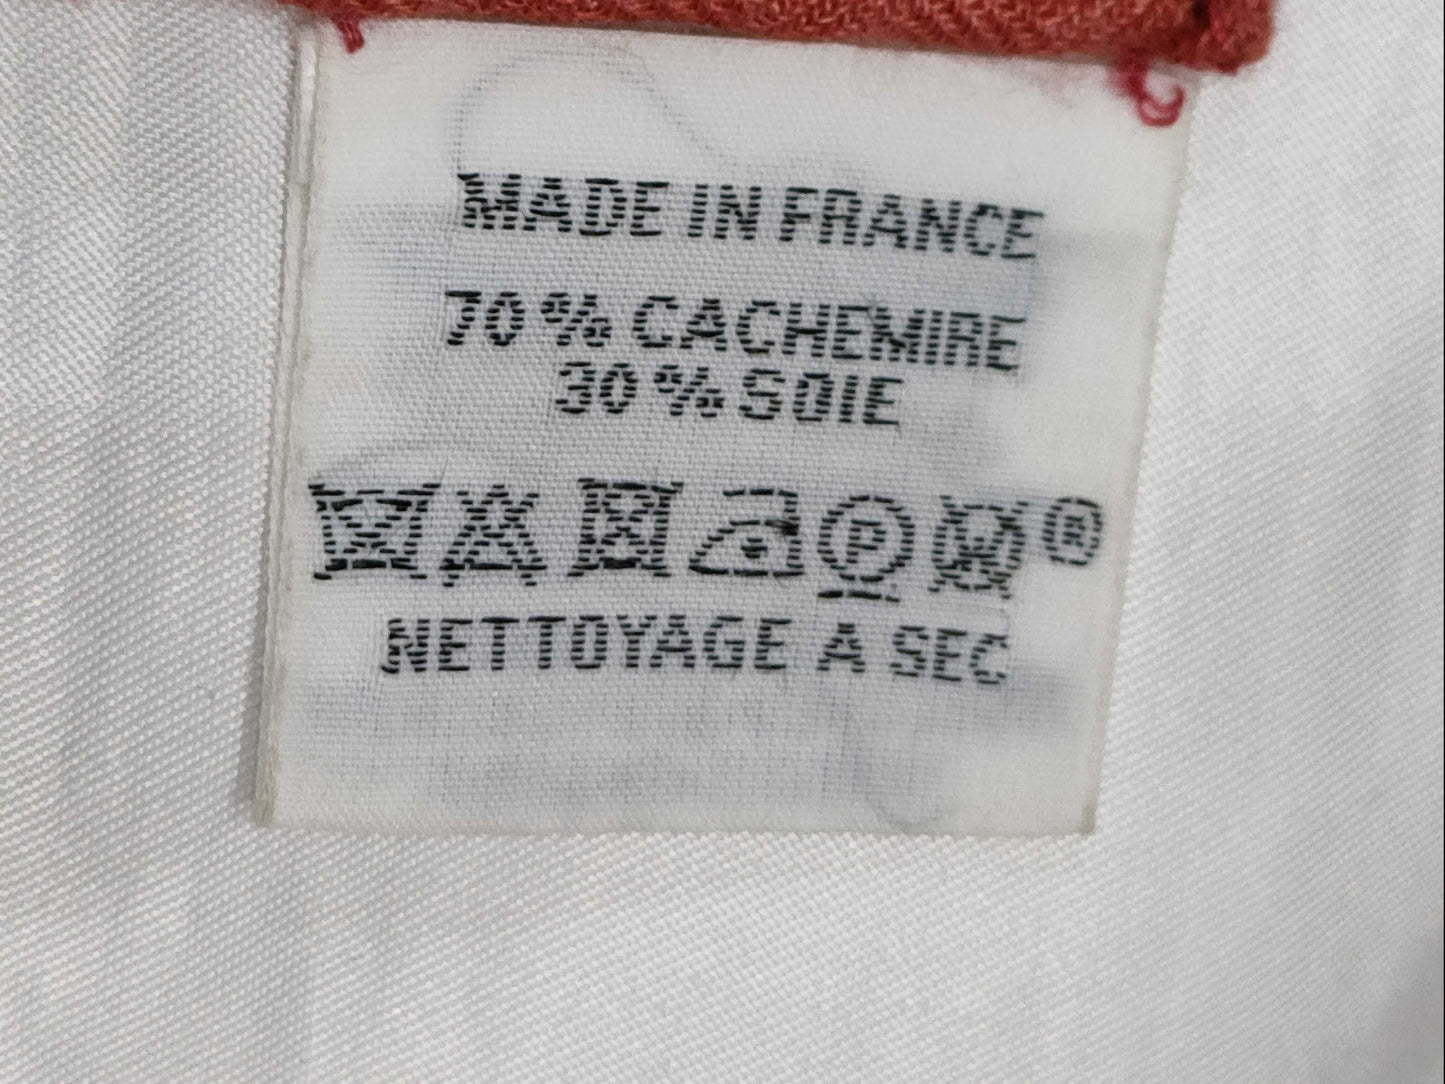 MADE IN FRANCE
70% CACHEMIRE
30% SOIE
P ®
NETTOYAGE A SEC